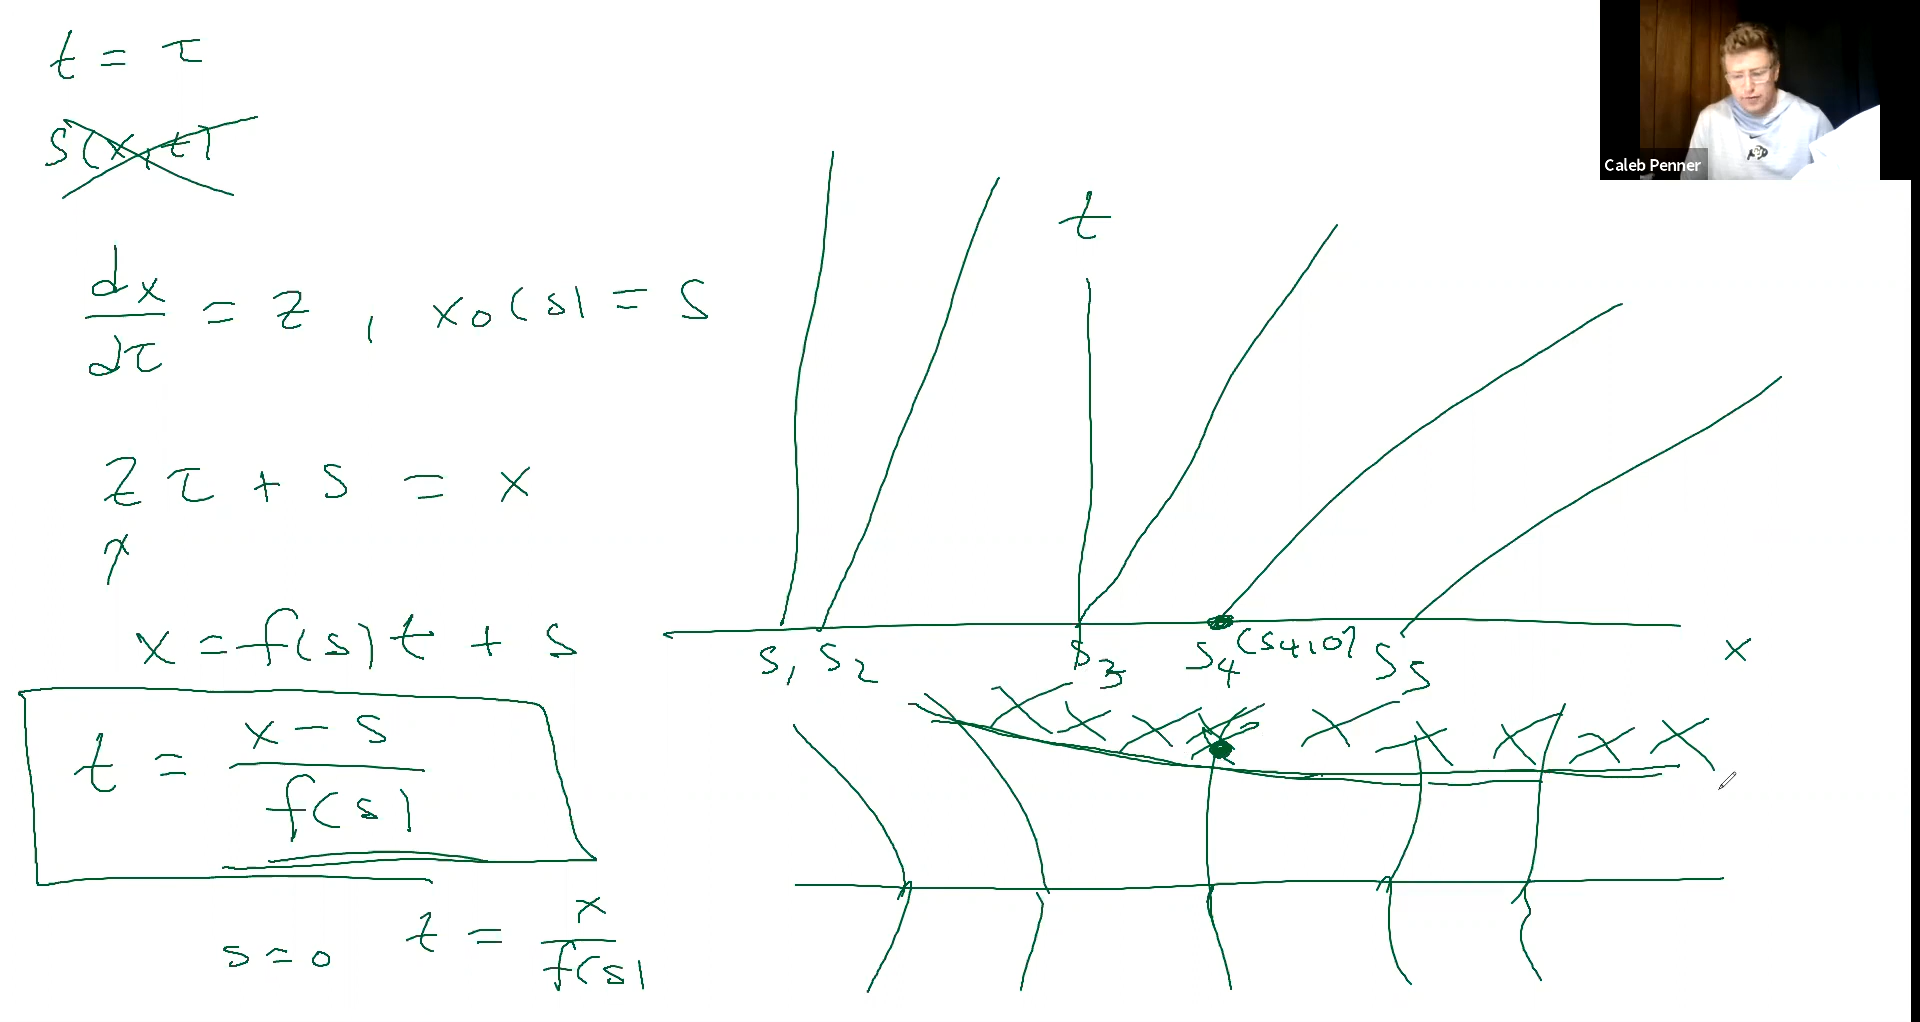 t = τ
s(x,t)
dx/dτ = z , x₀(s) = s
zτ + s = x
x = f(s)t + s
t = (x - s)/f(s)
s = 0 t = x/f(s)
t
s₁ s₂ s₃ s₄ (s₄,0) s₅ x
Caleb Penner